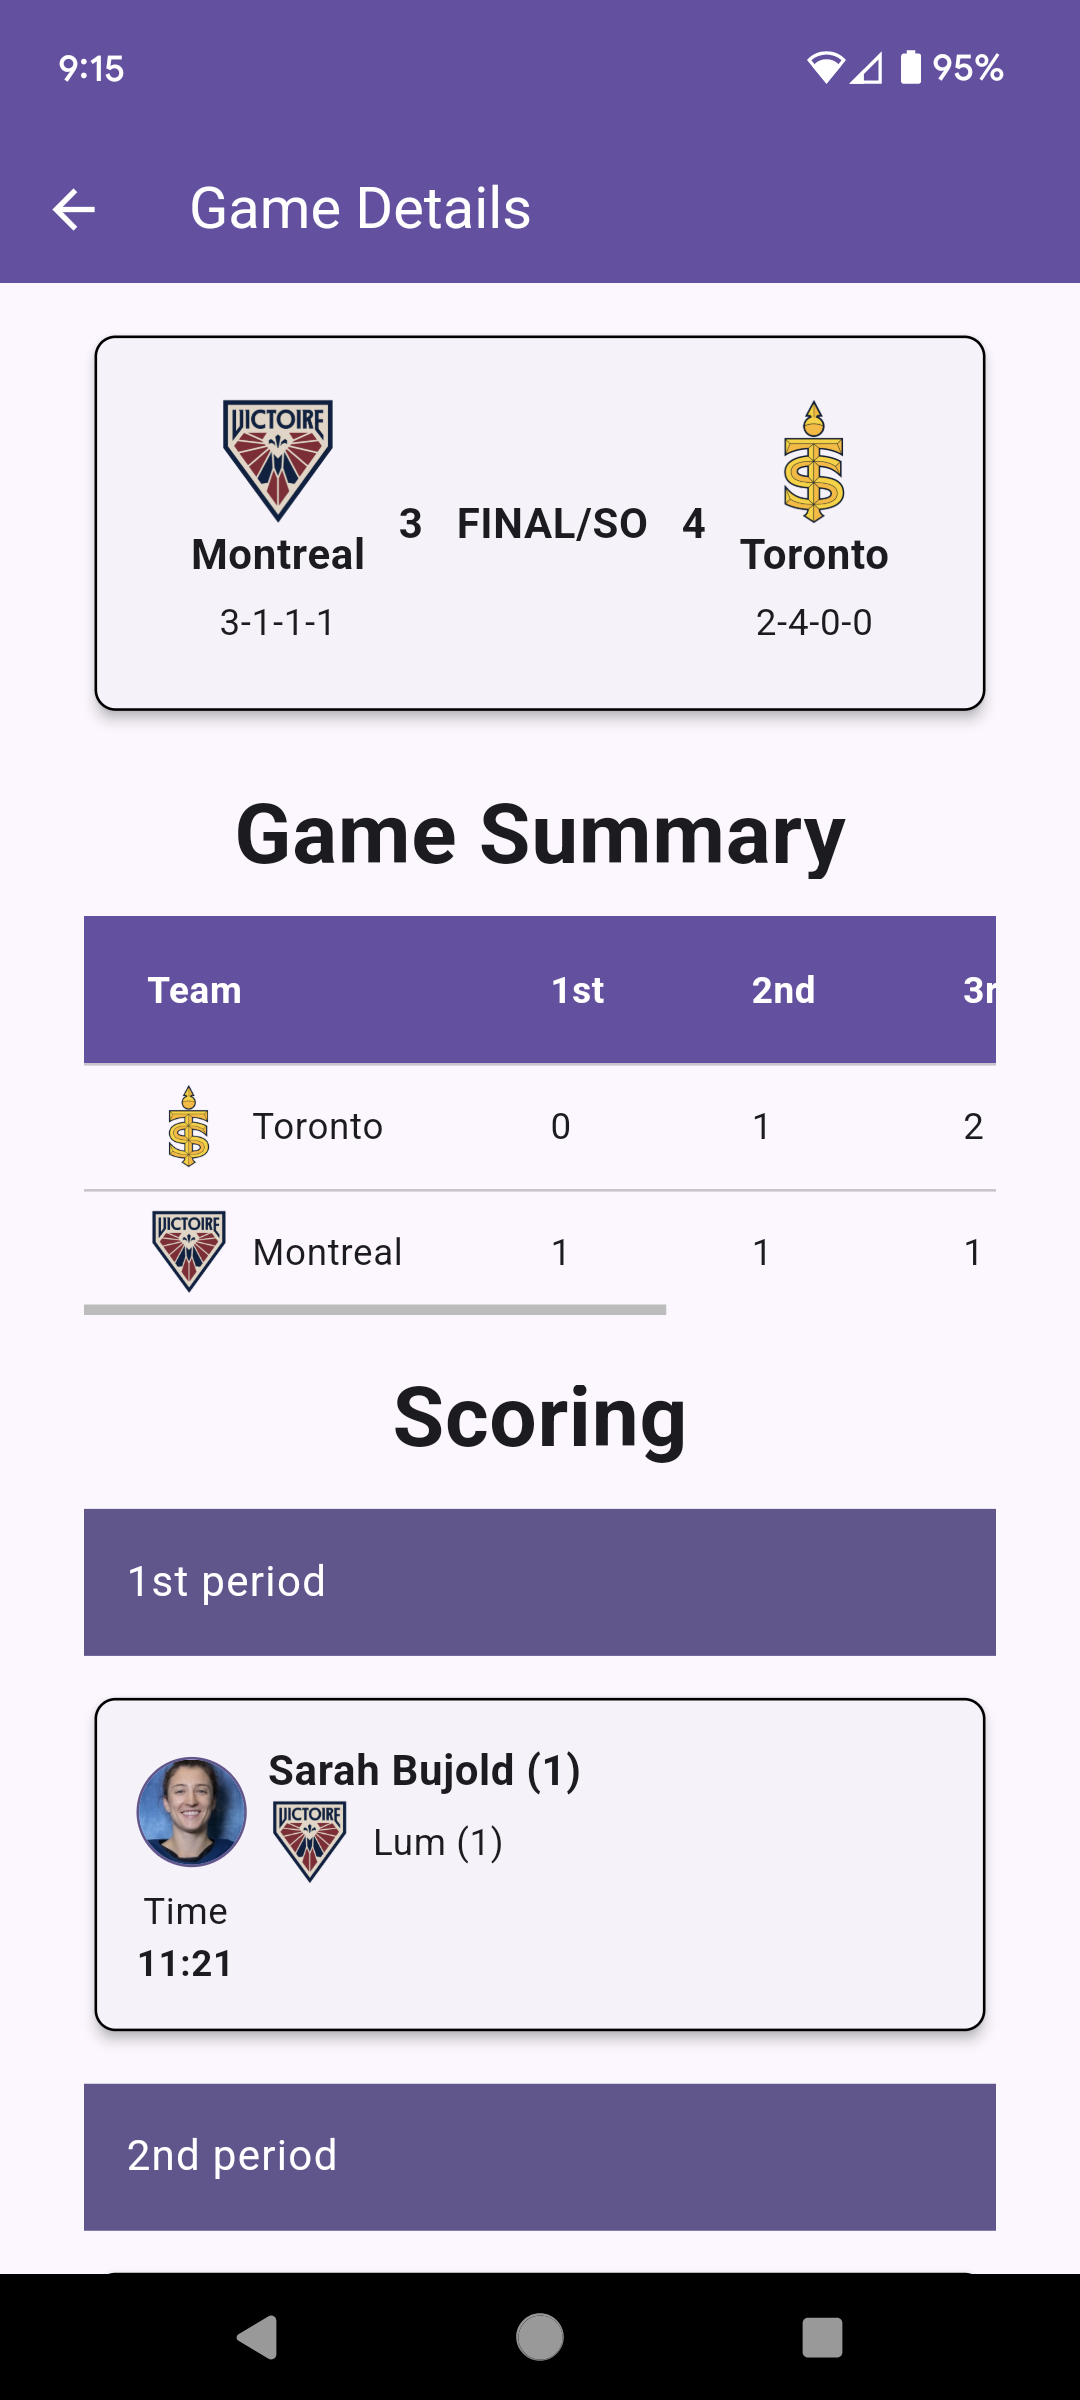 9:15 95%
Game Details
VICTOIRE
3 FINAL/SO 4
Montreal Toronto
3-1-1-1 2-4-0-0
Game Summary
Team 1st 2nd 3r
Toronto 0 1 2
VICTOIRE
Montreal 1 1 1
Scoring
1st period
Sarah Bujold (1)
VICTOIRE
Lum (1)
Time
11:21
2nd period